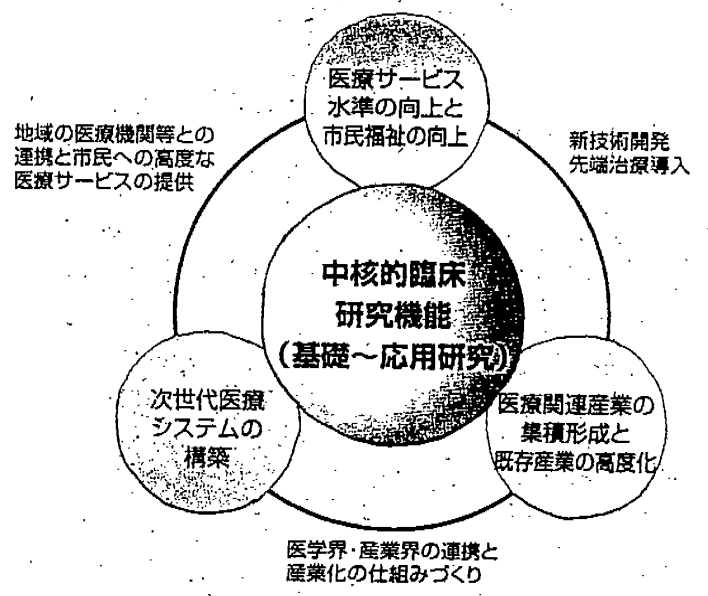 医療サービス
水準の向上と
市民福祉の向上
地域の医療機関等との
連携と市民への高度な
医療サービスの提供
新技術開発
先端治療導入
中核的臨床
研究機能
(基礎～応用研究)
次世代医療
システムの
構築
医療関連産業の
集積形成と
既存産業の高度化
医学界・産業界の連携と
産業化の仕組みづくり